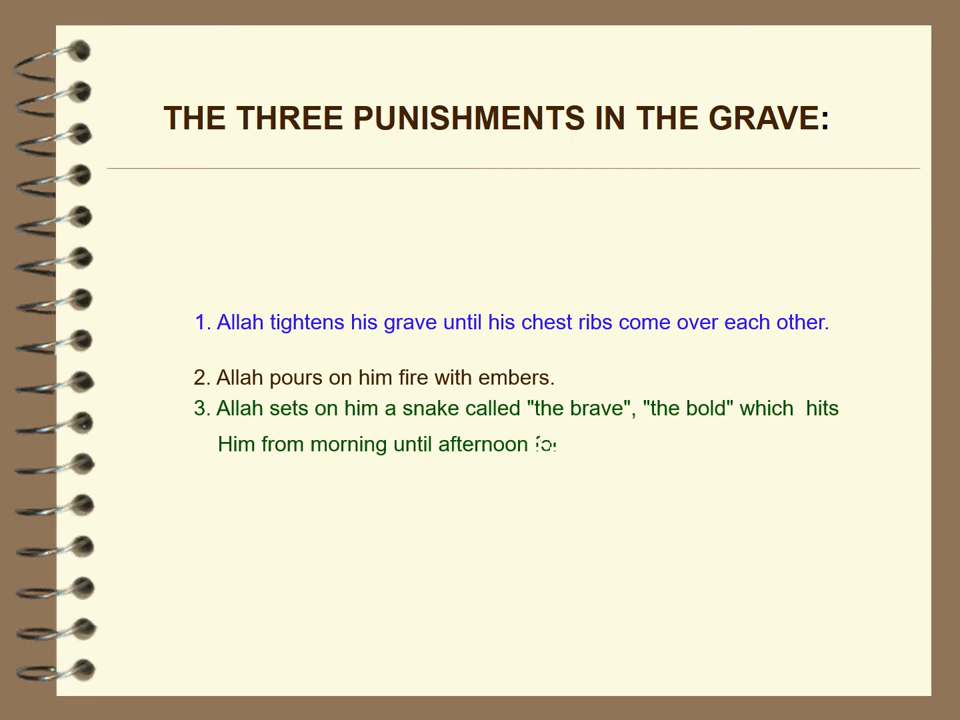 THE THREE PUNISHMENTS IN THE GRAVE:
1. Allah tightens his grave until his chest ribs come over each other.
2. Allah pours on him fire with embers.
3. Allah sets on him a snake called "the brave", "the bold" which  hits
Him from morning until afternoon